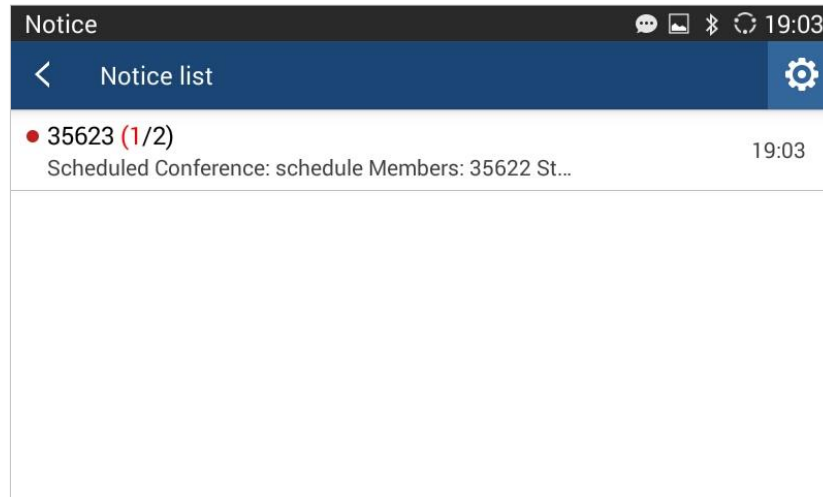 Notice 19:03
Notice list
35623 (1/2)
Scheduled Conference: schedule Members: 35622 St...
19:03